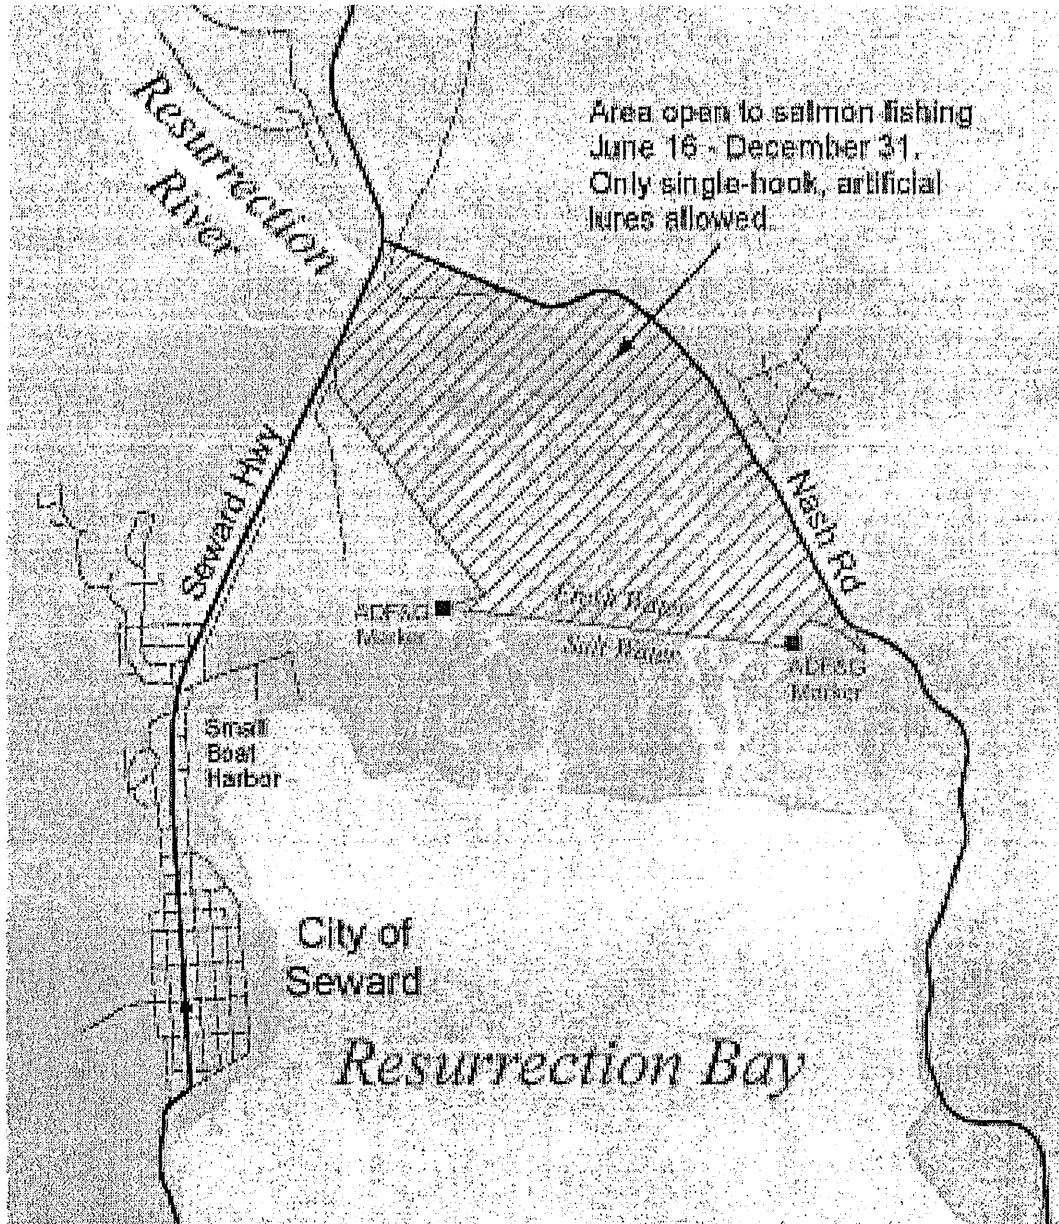 Resurrection
River
Area open to salmon fishing
June 16 - December 31.
Only single-hook, artificial
lures allowed.
Seward Hwy
Nash Rd
ADF&G
Marker
Fresh Water
Salt Water
ADF&G
Marker
Small
Boat
Harbor
City of
Seward
Resurrection Bay